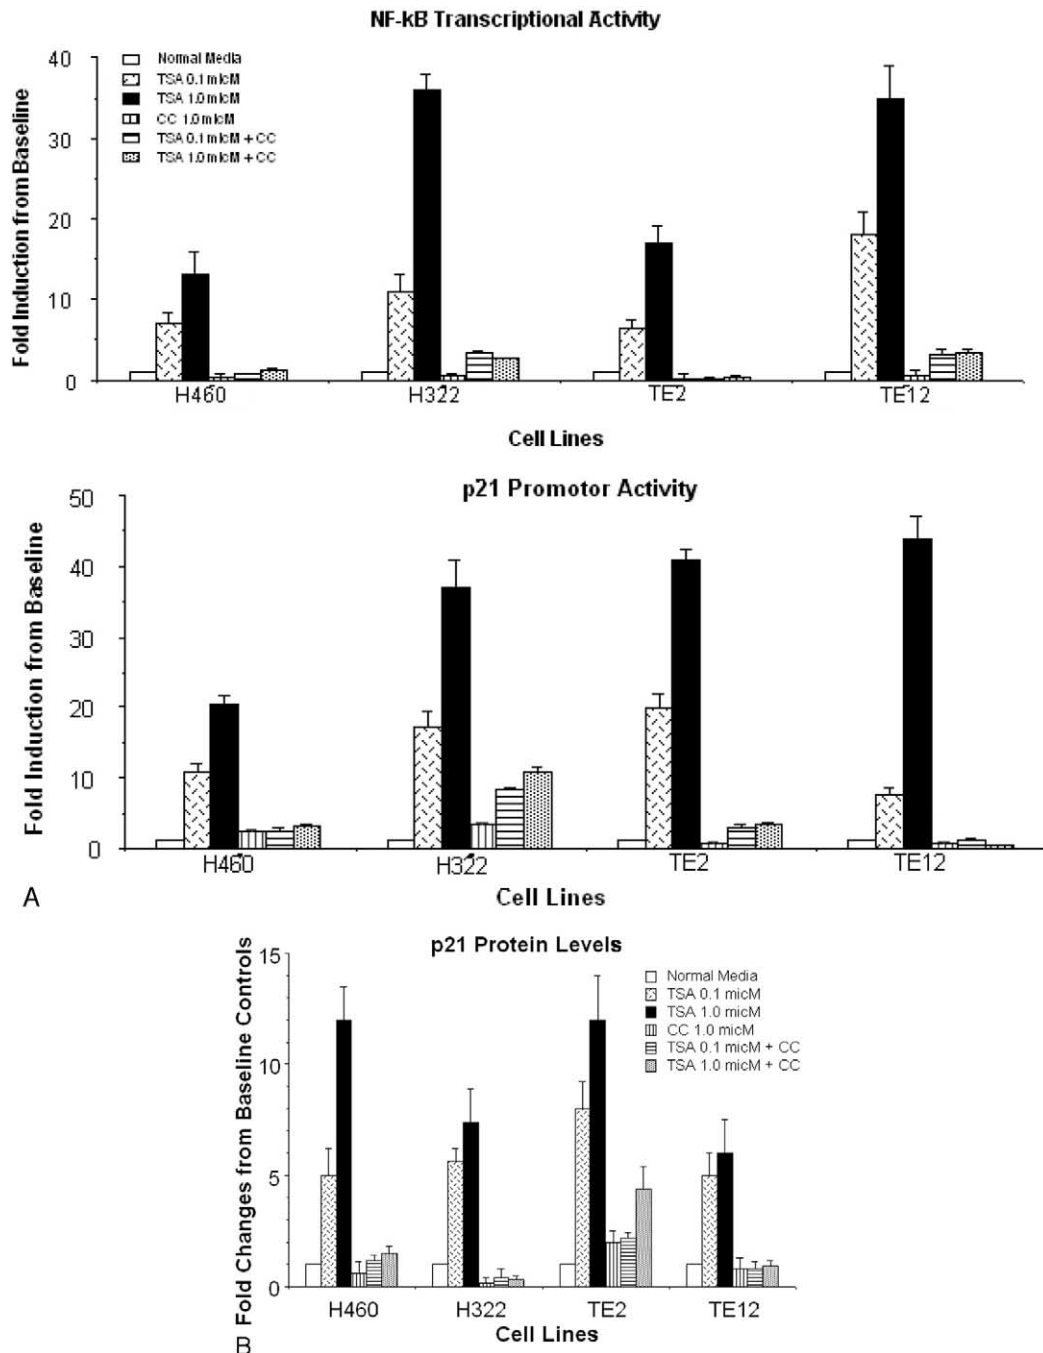 NF-kB Transcriptional Activity
Fold Induction from Baseline
40
30
20
10
0
Normal Media
TSA 0.1 micM
TSA 1.0 micM
CC 1.0 micM
TSA 0.1 micM + CC
TSA 1.0 micM + CC
H460 H322 TE2 TE12
Cell Lines
p21 Promotor Activity
Fold Induction from Baseline
50
40
30
20
10
0
H460 H322 TE2 TE12
A
Cell Lines
p21 Protein Levels
Fold Changes from Baseline Controls
15
10
5
0
Normal Media
TSA 0.1 micM
TSA 1.0 micM
CC 1.0 micM
TSA 0.1 micM + CC
TSA 1.0 micM + CC
H460 H322 TE2 TE12
Cell Lines
B